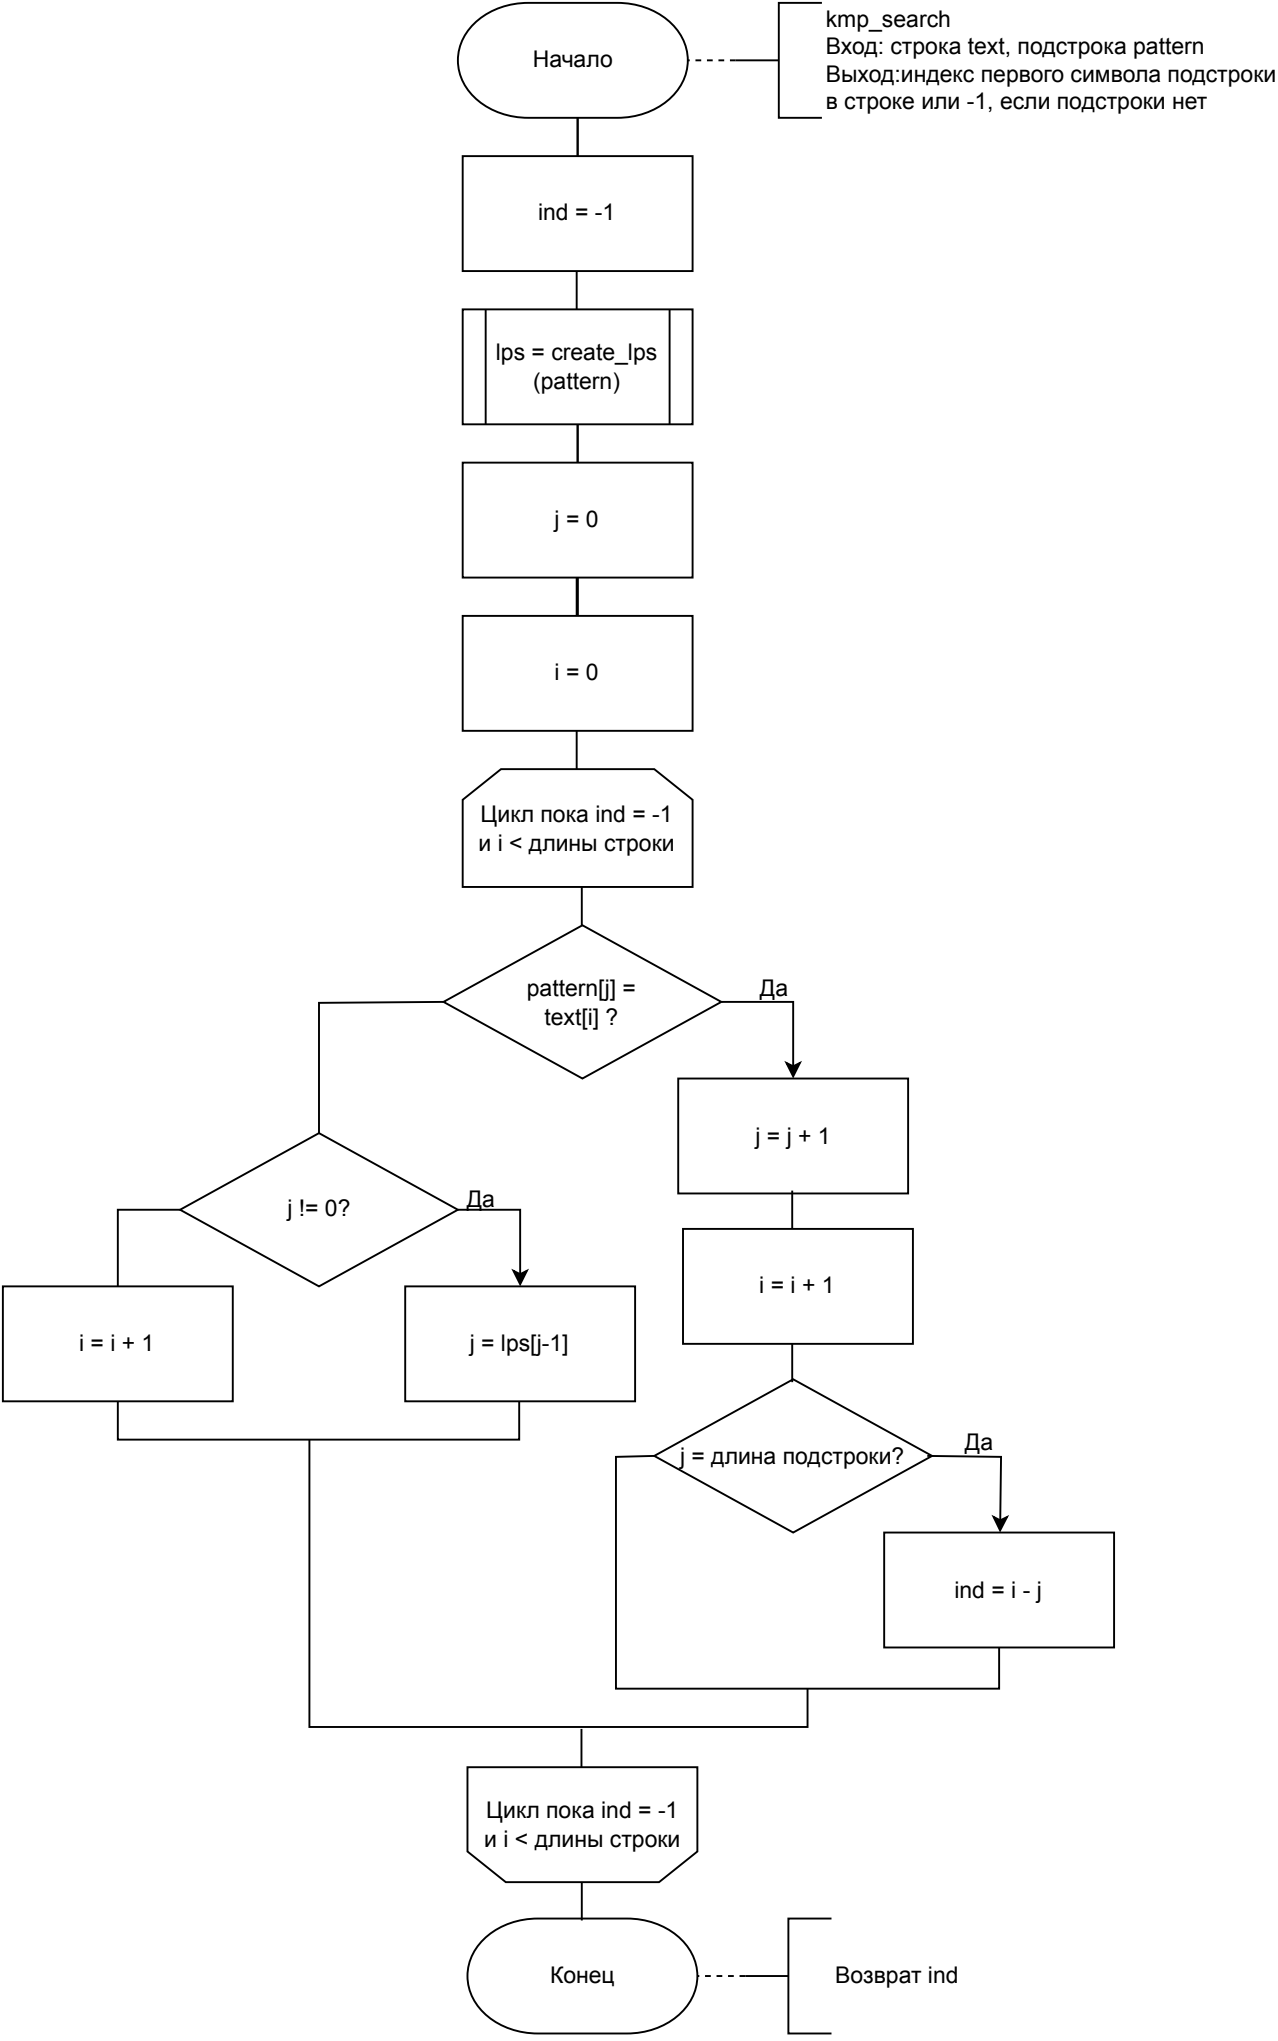 Начало
kmp_search
Вход: строка text, подстрока pattern
Выход:индекс первого символа подстроки
в строке или -1, если подстроки нет
ind = -1
lps = create_lps
(pattern)
j = 0
i = 0
Цикл пока ind = -1
и i < длины строки
pattern[j] =
text[i] ?
Да
j = j + 1
j != 0?
Да
i = i + 1
i = i + 1
j = lps[j-1]
j = длина подстроки?
Да
ind = i - j
Цикл пока ind = -1
и i < длины строки
Конец
Возврат ind